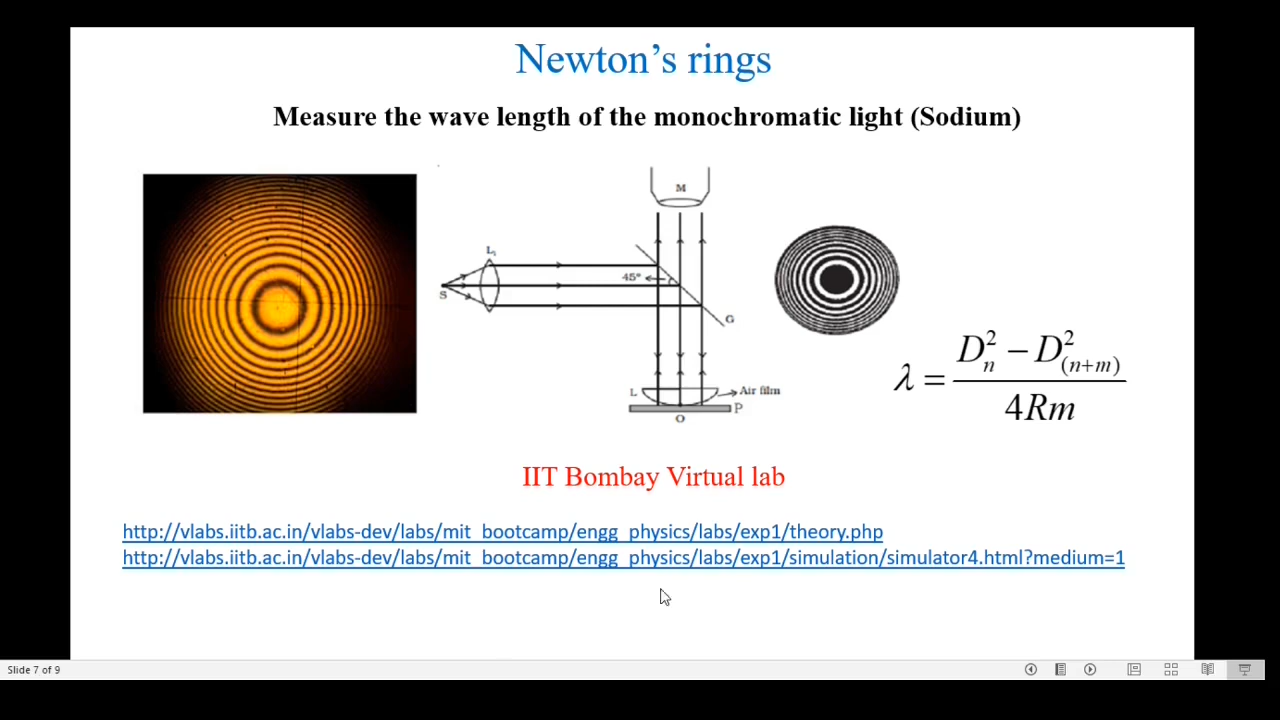 Newton's rings
Measure the wave length of the monochromatic light (Sodium)
M
L₁
45°
S
G
L
Air film
P
O
λ = (D²ₙ − D²₍ₙ₊ₘ₎) / 4Rm
IIT Bombay Virtual lab
http://vlabs.iitb.ac.in/vlabs-dev/labs/mit_bootcamp/engg_physics/labs/exp1/theory.php
http://vlabs.iitb.ac.in/vlabs-dev/labs/mit_bootcamp/engg_physics/labs/exp1/simulation/simulator4.html?medium=1
Slide 7 of 9